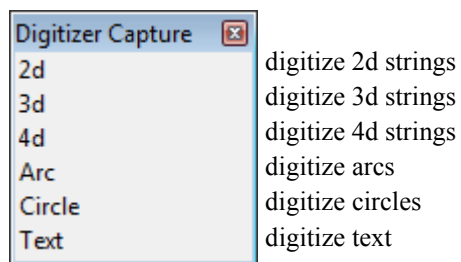 Digitizer Capture
2d digitize 2d strings
3d digitize 3d strings
4d digitize 4d strings
Arc digitize arcs
Circle digitize circles
Text digitize text